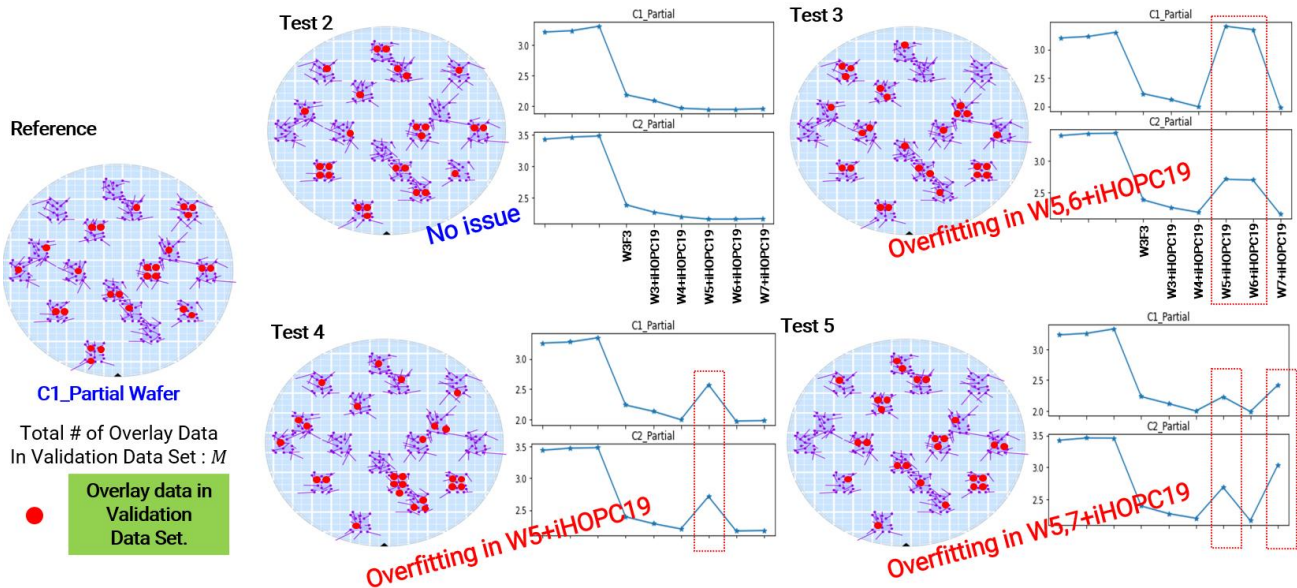 Reference
C1_Partial Wafer
Total # of Overlay Data
In Validation Data Set : M
Overlay data in
Validation
Data Set.
Test 2
C1_Partial
3.0
2.5
2.0
C2_Partial
3.5
3.0
2.5
No issue
W3F3
W3+iHOPC19
W4+iHOPC19
W5+iHOPC19
W6+iHOPC19
W7+iHOPC19
Test 3
C1_Partial
3.0
2.5
2.0
C2_Partial
3.0
2.5
Overfitting in W5,6+iHOPC19
W3F3
W3+iHOPC19
W4+iHOPC19
W5+iHOPC19
W6+iHOPC19
W7+iHOPC19
Test 4
C1_Partial
3.0
2.5
2.0
C2_Partial
3.5
3.0
2.5
Overfitting in W5+iHOPC19
Test 5
C1_Partial
3.0
2.5
2.0
C2_Partial
3.5
3.0
2.5
Overfitting in W5,7+iHOPC19